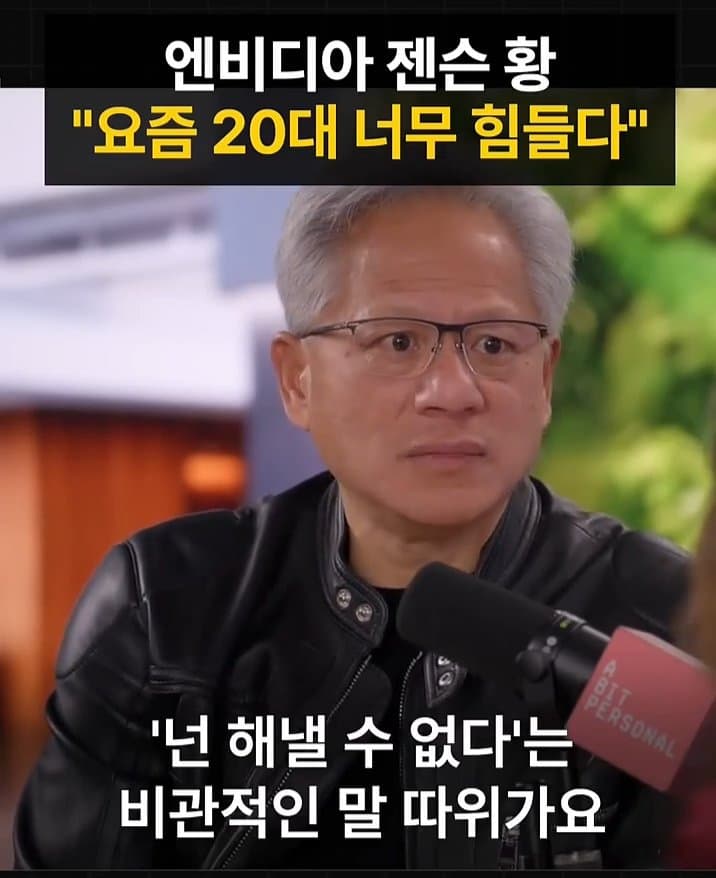 엔비디아 젠슨 황
"요즘 20대 너무 힘들다"
A
BIT
PERSONAL
'넌 해낼 수 없다'는
비관적인 말 따위가요